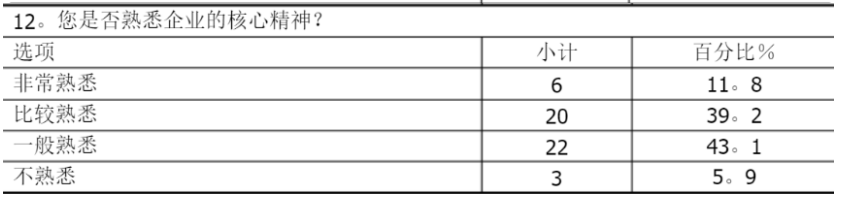 12。您是否熟悉企业的核心精神？
选项 小计 百分比％
非常熟悉 6 11。8
比较熟悉 20 39。2
一般熟悉 22 43。1
不熟悉 3 5。9